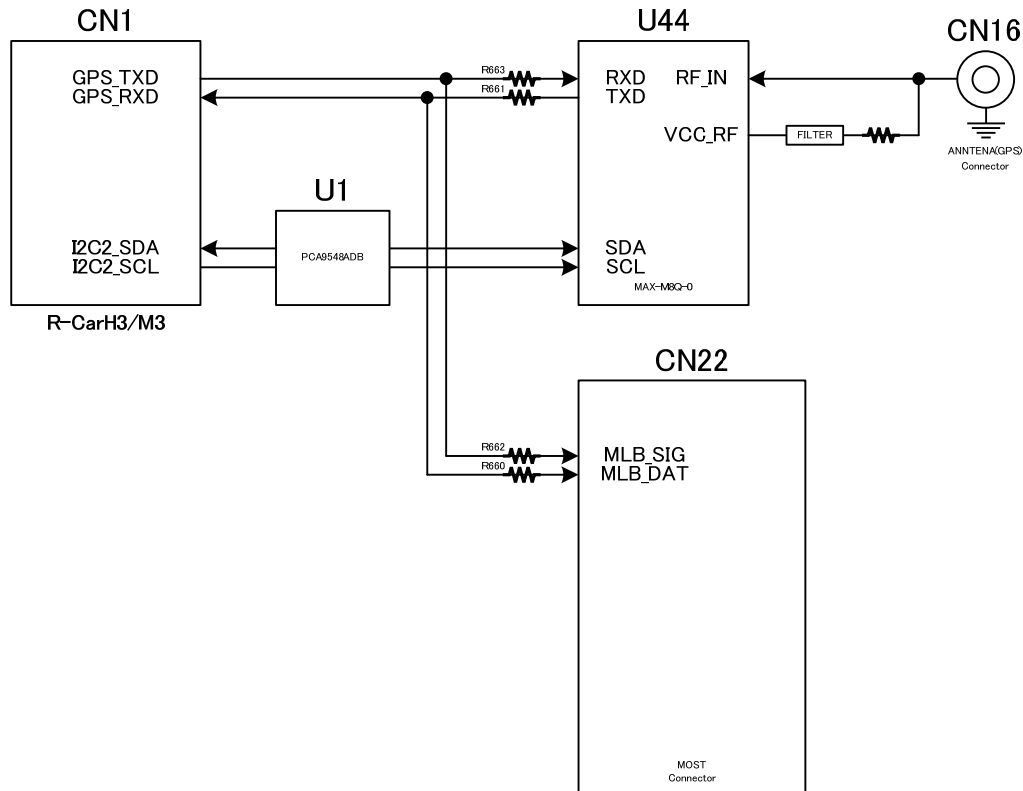 CN1
U44
CN16
GPS_TXD
GPS_RXD
R663
R661
RXD
TXD
RF_IN
VCC_RF
FILTER
ANNTENA(GPS)
Connector
U1
I2C2_SDA
I2C2_SCL
PCA9548ADB
SDA
SCL
MAX-M8Q-0
R-CarH3/M3
CN22
R662
R660
MLB_SIG
MLB_DAT
MOST
Connector